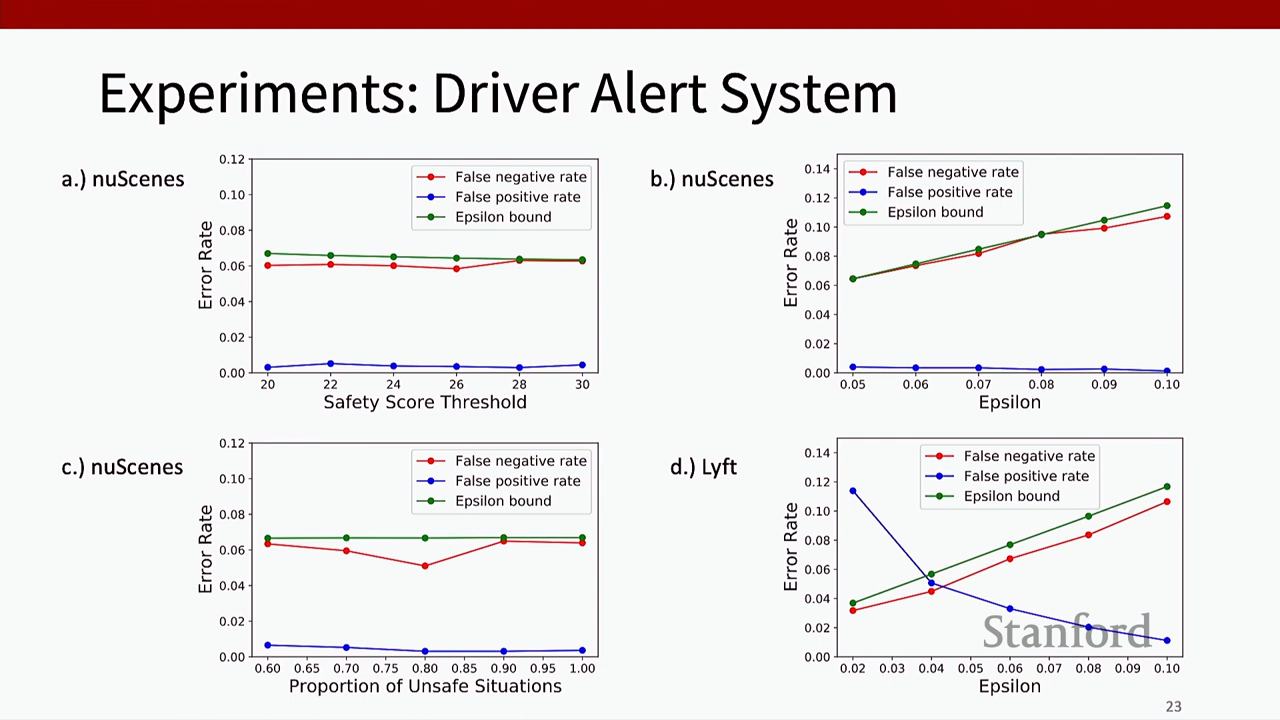 Experiments: Driver Alert System
a.) nuScenes
0.12
0.10
0.08
0.06
0.04
0.02
0.00
Error Rate
False negative rate
False positive rate
Epsilon bound
20 22 24 26 28 30
Safety Score Threshold
b.) nuScenes
0.14
0.12
0.10
0.08
0.06
0.04
0.02
0.00
Error Rate
False negative rate
False positive rate
Epsilon bound
0.05 0.06 0.07 0.08 0.09 0.10
Epsilon
c.) nuScenes
0.12
0.10
0.08
0.06
0.04
0.02
0.00
Error Rate
False negative rate
False positive rate
Epsilon bound
0.60 0.65 0.70 0.75 0.80 0.85 0.90 0.95 1.00
Proportion of Unsafe Situations
d.) Lyft
0.14
0.12
0.10
0.08
0.06
0.04
0.02
0.00
Error Rate
False negative rate
False positive rate
Epsilon bound
0.02 0.03 0.04 0.05 0.06 0.07 0.08 0.09 0.10
Epsilon
Stanford
23